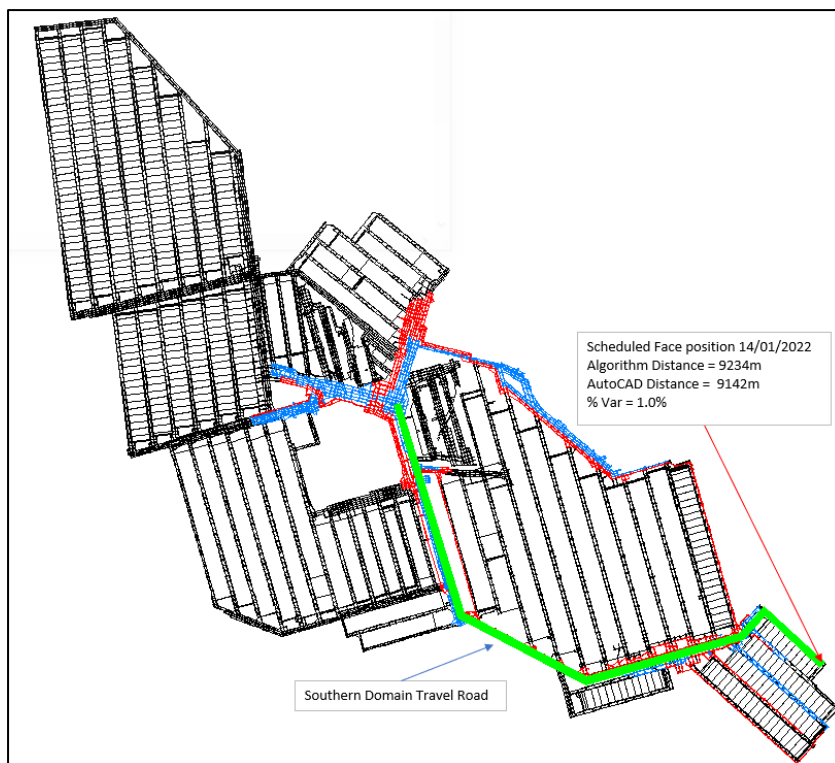 Scheduled Face position 14/01/2022
Algorithm Distance = 9234m
AutoCAD Distance =  9142m
% Var = 1.0%
Southern Domain Travel Road